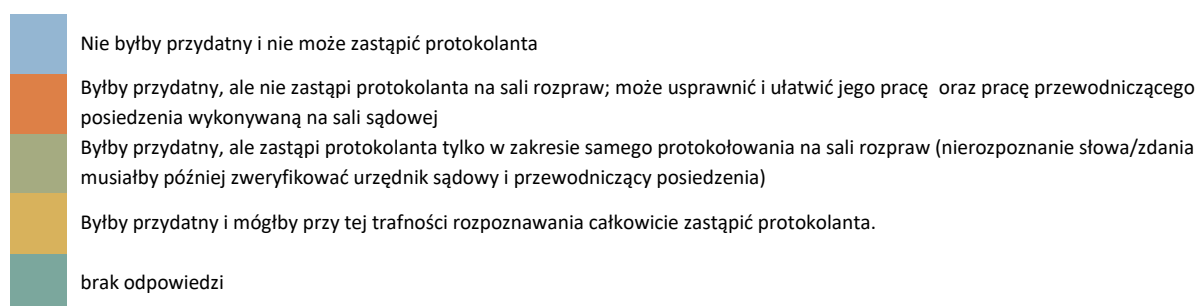 Nie byłby przydatny i nie może zastąpić protokolanta
Byłby przydatny, ale nie zastąpi protokolanta na sali rozpraw; może usprawnić i ułatwić jego pracę oraz pracę przewodniczącego
posiedzenia wykonywaną na sali sądowej
Byłby przydatny, ale zastąpi protokolanta tylko w zakresie samego protokołowania na sali rozpraw (nierozpoznanie słowa/zdania
musiałby później zweryfikować urzędnik sądowy i przewodniczący posiedzenia)
Byłby przydatny i mógłby przy tej trafności rozpoznawania całkowicie zastąpić protokolanta.
brak odpowiedzi